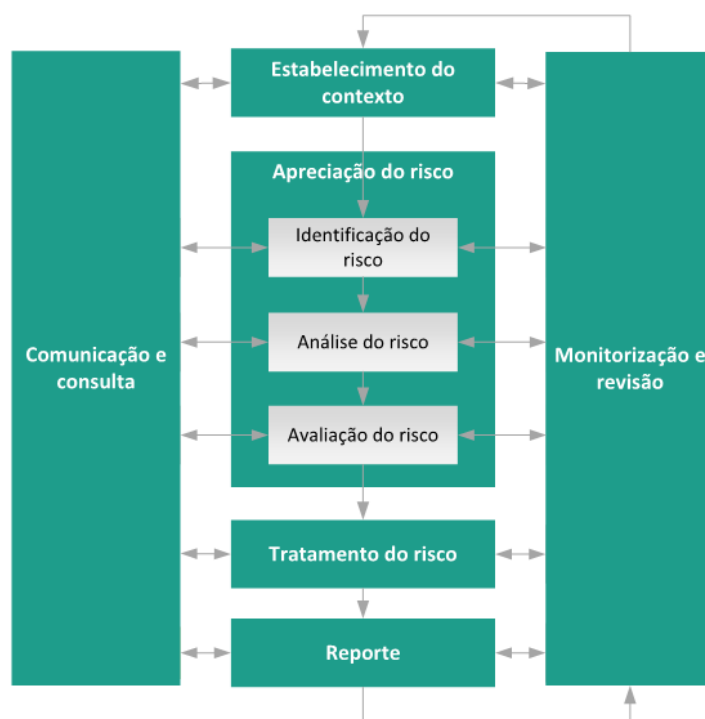 Estabelecimento do
contexto
Apreciação do risco
Identificação do
risco
Análise do risco
Avaliação do risco
Comunicação e
consulta
Monitorização e
revisão
Tratamento do risco
Reporte